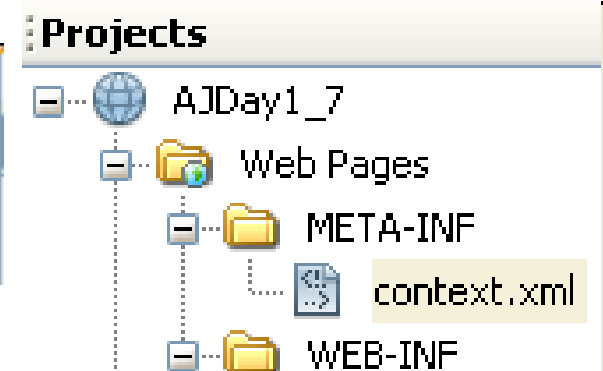 Projects
AJDay1_7
Web Pages
META-INF
context.xml
WEB-INF